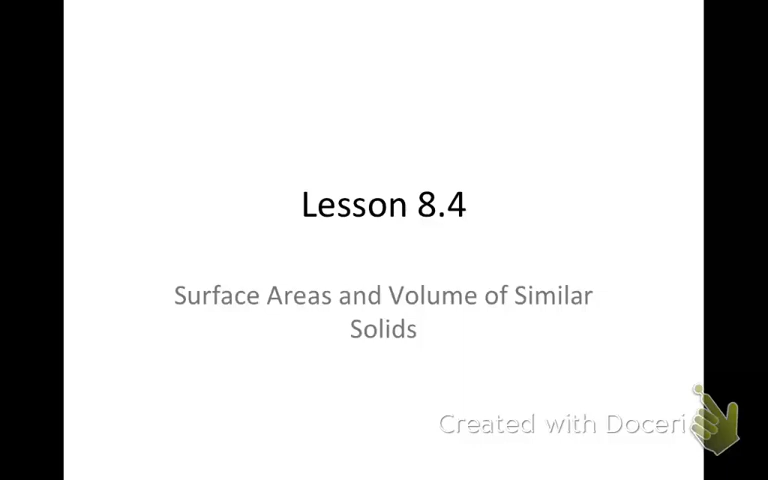 Lesson 8.4
Surface Areas and Volume of Similar
Solids
Created with Doceri